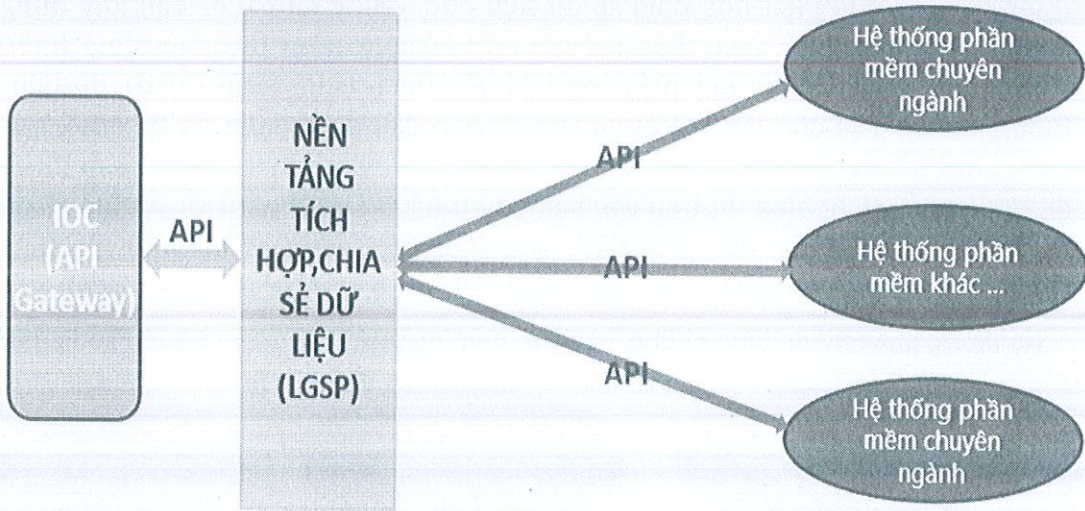 IOC
(API
Gateway)
API
NỀN
TẢNG
TÍCH
HỢP,CHIA
SẺ DỮ
LIỆU
(LGSP)
API
API
API
Hệ thống phần
mềm chuyên
ngành
Hệ thống phần
mềm khác ...
Hệ thống phần
mềm chuyên
ngành